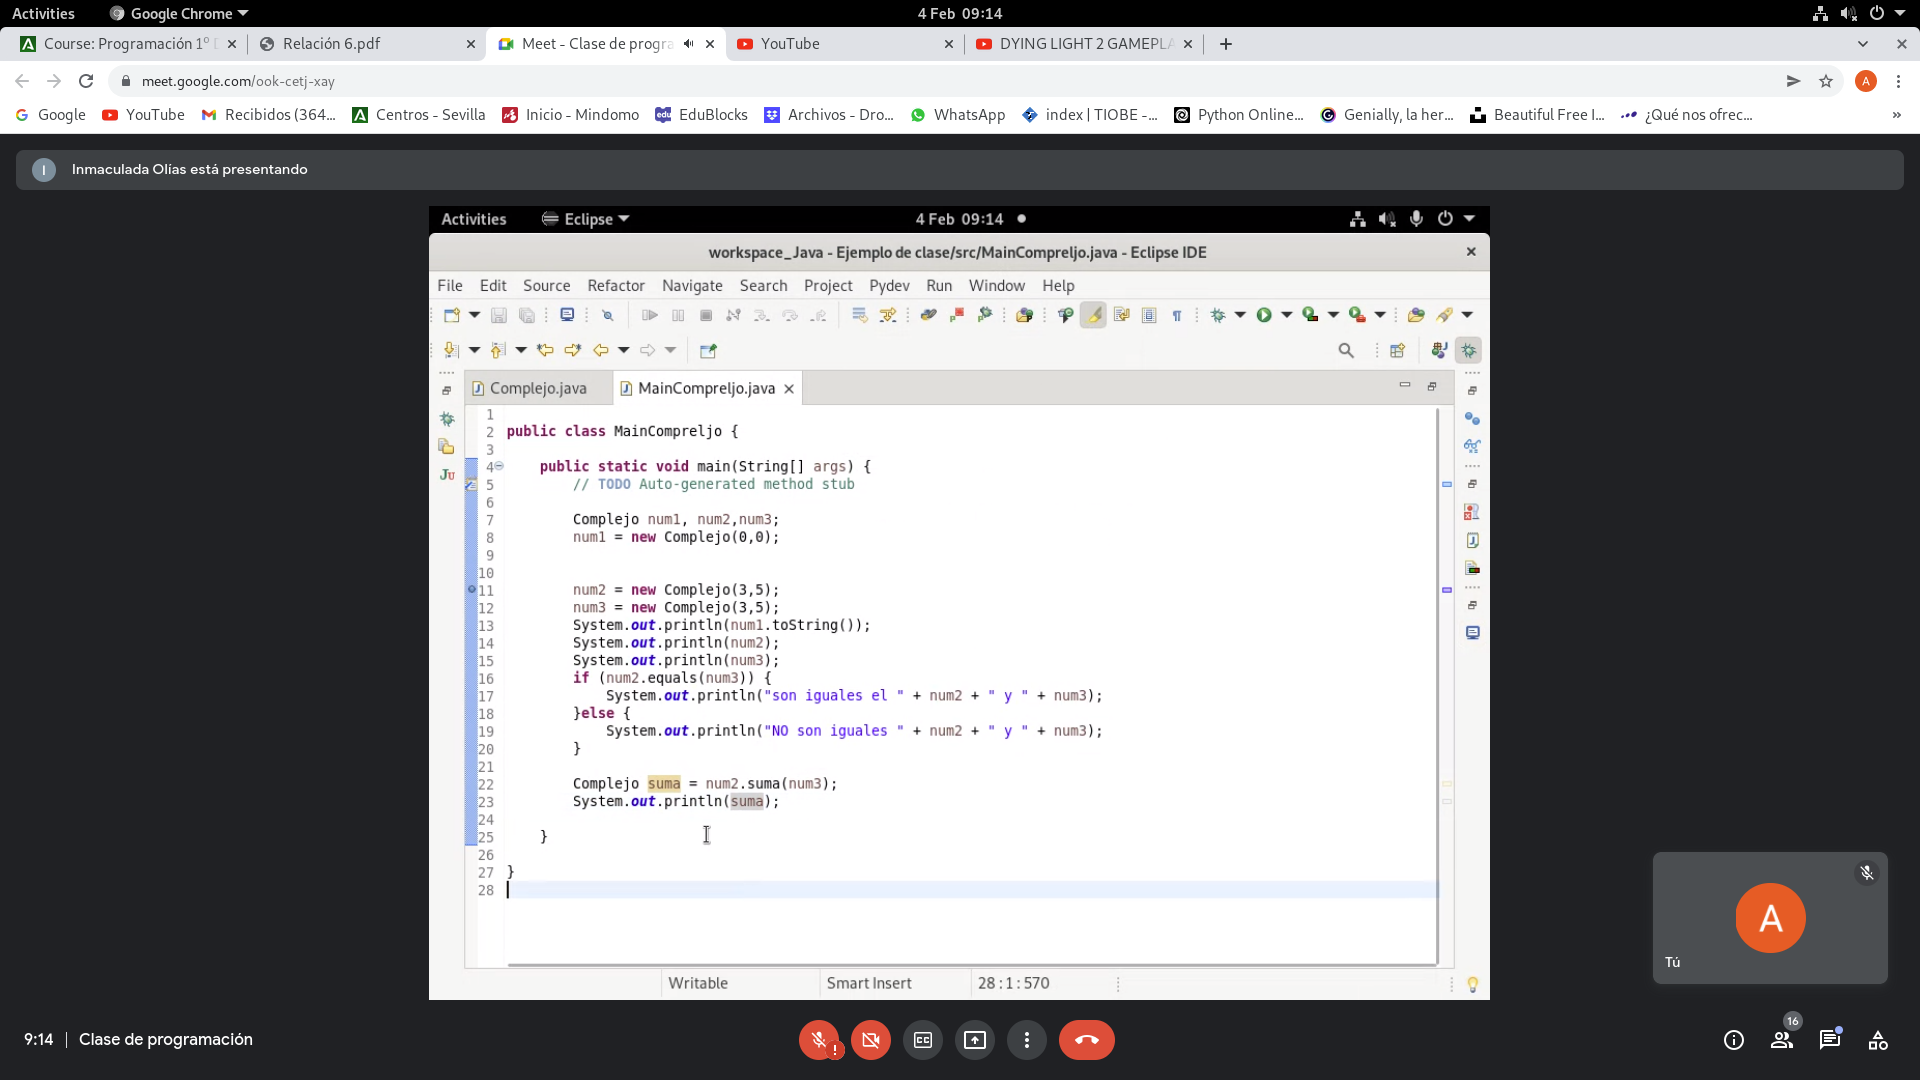 Activities
Google Chrome
4 Feb 09:14
Course: Programación 1º
Relación 6.pdf
Meet - Clase de progra
YouTube
DYING LIGHT 2 GAMEPLA
meet.google.com/ook-cetj-xay
A
Google
YouTube
Recibidos (364...
Centros - Sevilla
Inicio - Mindomo
EduBlocks
Archivos - Dro...
WhatsApp
index | TIOBE -...
Python Online...
Genially, la her...
Beautiful Free I...
¿Qué nos ofrec...
I
Inmaculada Olías está presentando
Activities
Eclipse
4 Feb 09:14
workspace_Java - Ejemplo de clase/src/MainCompreljo.java - Eclipse IDE
File Edit Source Refactor Navigate Search Project Pydev Run Window Help
Complejo.java
MainCompreljo.java
1
2 public class MainCompreljo {
3
4 public static void main(String[] args) {
5 // TODO Auto-generated method stub
6
7 Complejo num1, num2,num3;
8 num1 = new Complejo(0,0);
9
10
11 num2 = new Complejo(3,5);
12 num3 = new Complejo(3,5);
13 System.out.println(num1.toString());
14 System.out.println(num2);
15 System.out.println(num3);
16 if (num2.equals(num3)) {
17 System.out.println("son iguales el " + num2 + " y " + num3);
18 }else {
19 System.out.println("NO son iguales " + num2 + " y " + num3);
20 }
21
22 Complejo suma = num2.suma(num3);
23 System.out.println(suma);
24
25 }
26
27 }
28
Ju
Writable
Smart Insert
28 : 1 : 570
A
Tú
9:14 | Clase de programación
CC
16